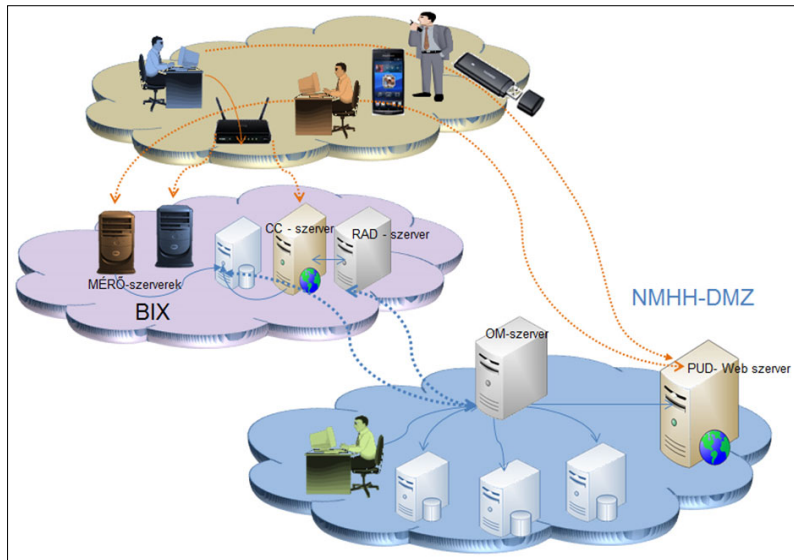 CC - szerver
RAD - szerver
MÉRŐ-szerverek
BIX
NMHH-DMZ
OM-szerver
PUD- Web szerver